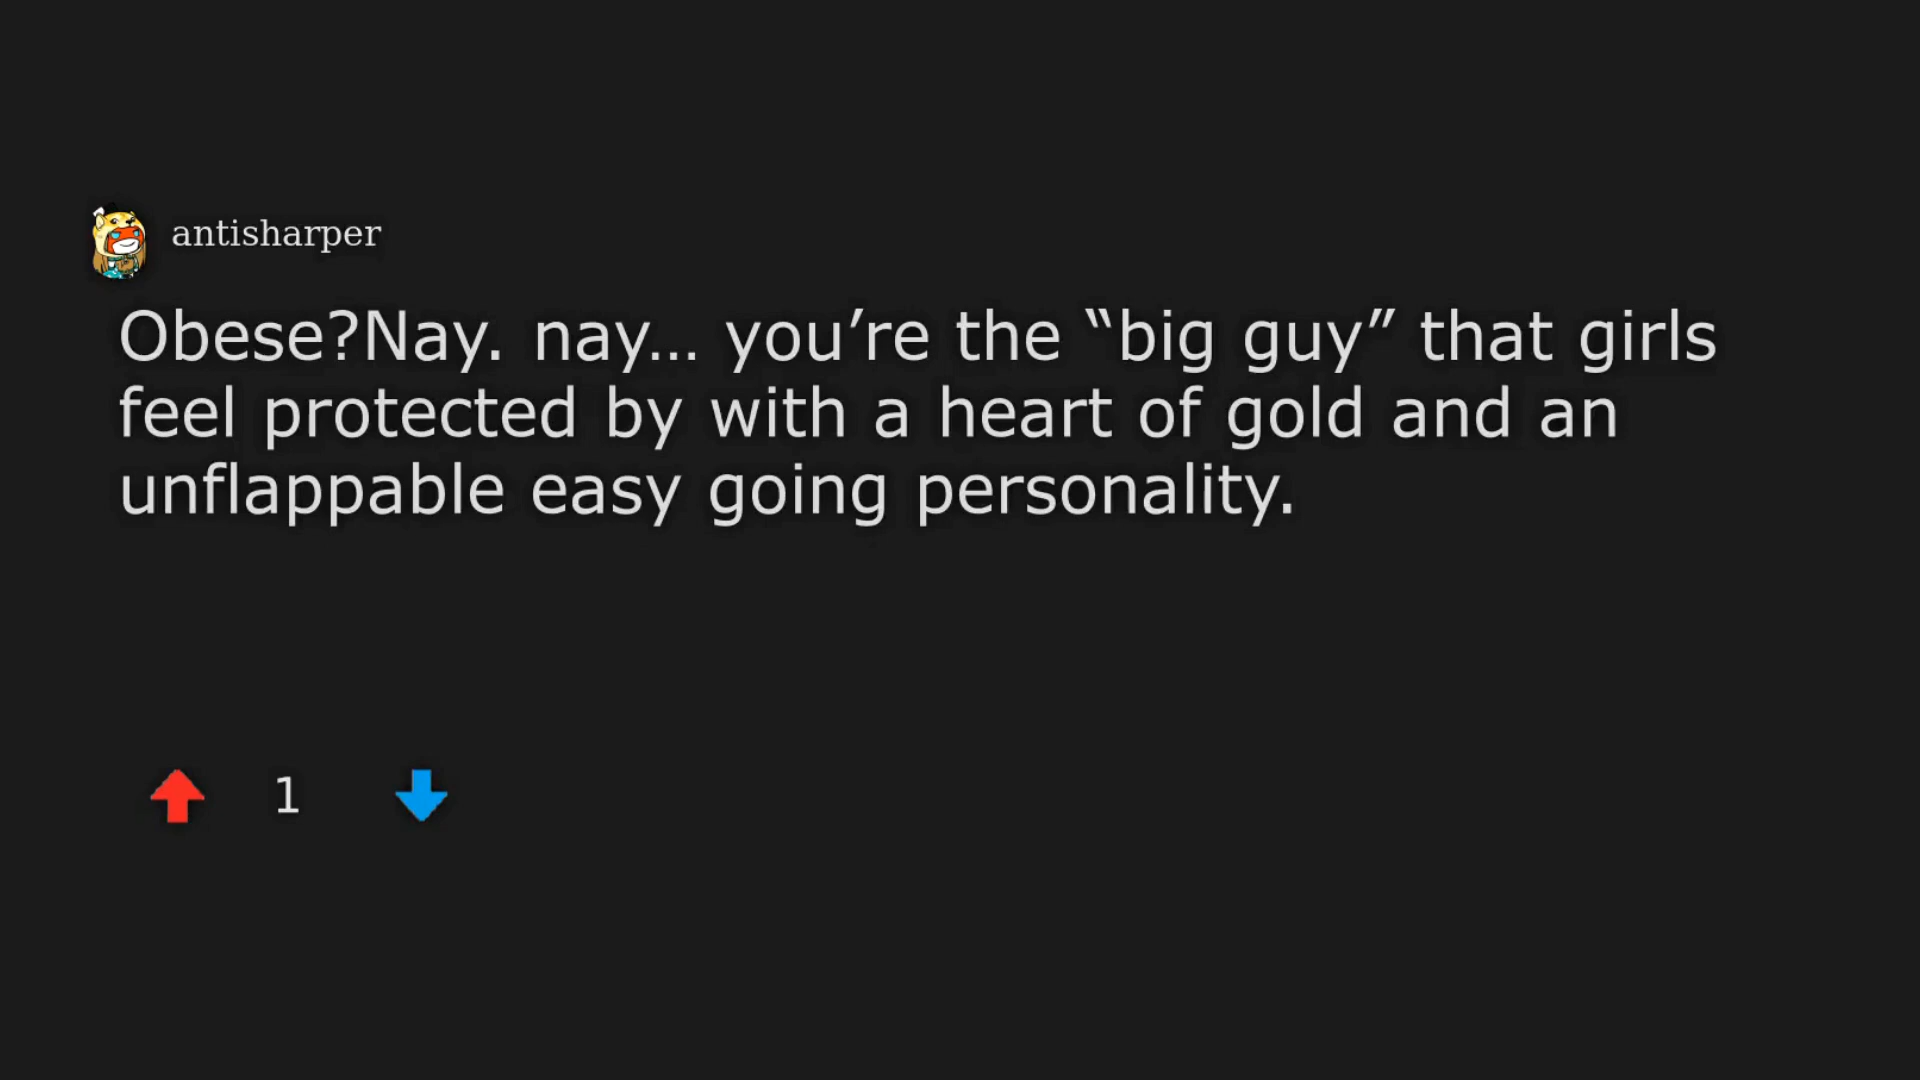 antisharper
Obese?Nay. nay… you’re the “big guy” that girls
feel protected by with a heart of gold and an
unflappable easy going personality.
1